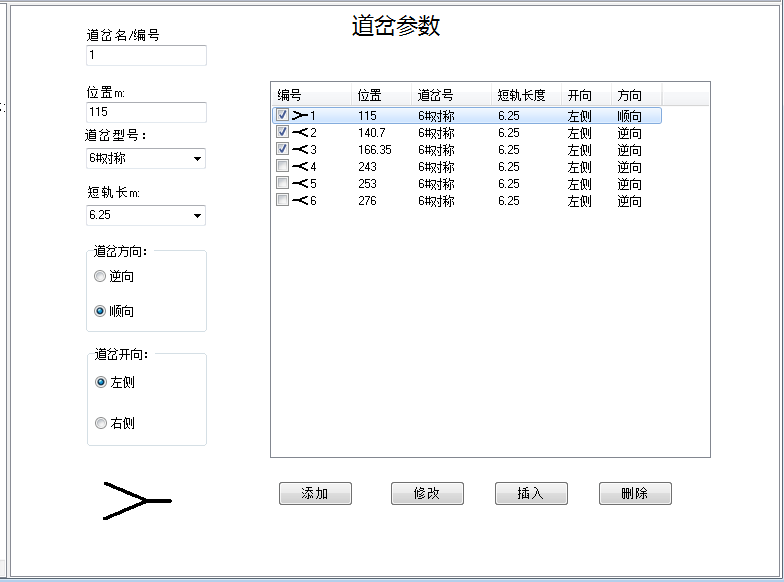 道岔参数
道岔名/编号
1
位置m:
115
道岔型号：
6#对称
短轨长m:
6.25
道岔方向:
逆向
顺向
道岔开向:
左侧
右侧
编号 位置 道岔号 短轨长度 开向 方向
1 115 6#对称 6.25 左侧 顺向
2 140.7 6#对称 6.25 左侧 逆向
3 166.35 6#对称 6.25 左侧 逆向
4 243 6#对称 6.25 左侧 逆向
5 253 6#对称 6.25 左侧 逆向
6 276 6#对称 6.25 左侧 逆向
添加 修改 插入 删除